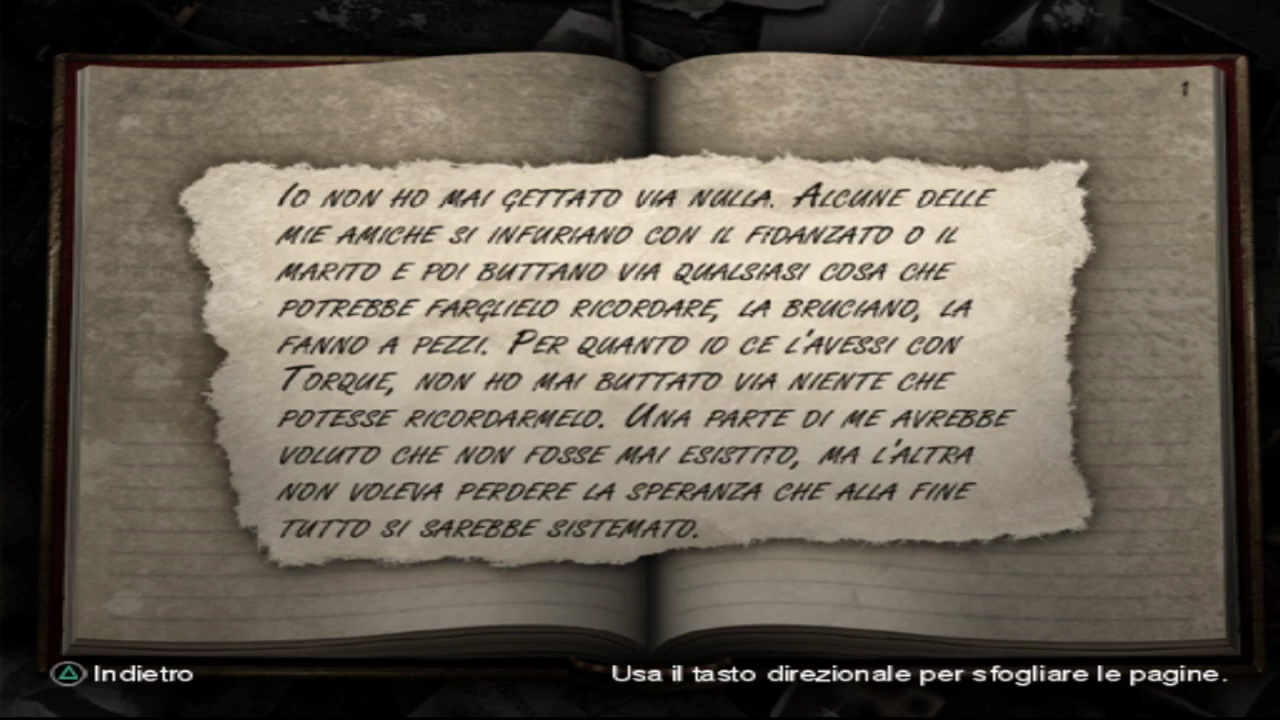 1
Io non ho mai gettato via nulla. Alcune delle
mie amiche si infuriano con il fidanzato o il
marito e poi buttano via qualsiasi cosa che
potrebbe farglielo ricordare, la bruciano, la
fanno a pezzi. Per quanto io ce l'avessi con
Torque, non ho mai buttato via niente che
potesse ricordarmelo. Una parte di me avrebbe
voluto che non fosse mai esistito, ma l'altra
non voleva perdere la speranza che alla fine
tutto si sarebbe sistemato.
Indietro
Usa il tasto direzionale per sfogliare le pagine.